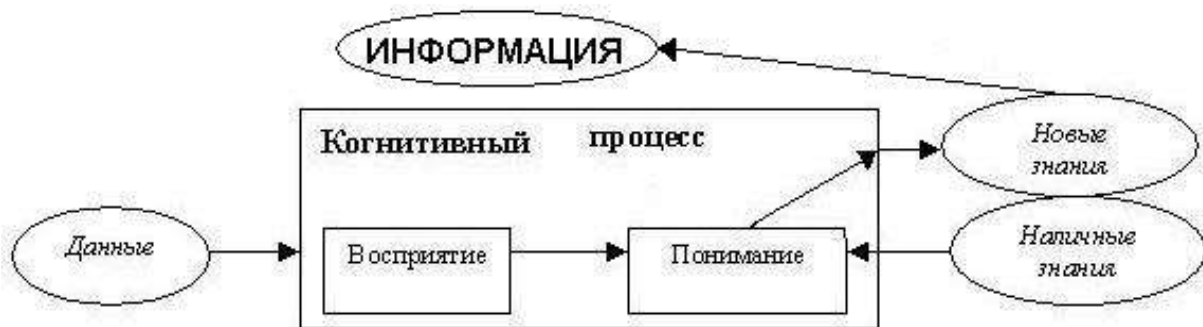 ИНФОРМАЦИЯ
Когнитивный процесс
Новые
знания
Данные
Восприятие
Понимание
Наличные
знания